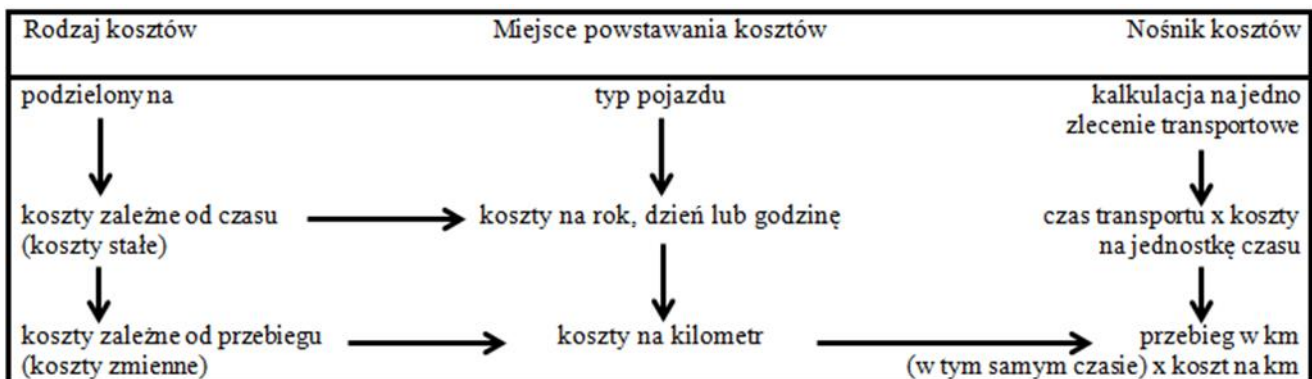 Rodzaj kosztów Miejsce powstawania kosztów Nośnik kosztów
podzielony na typ pojazdu kalkulacja na jedno
zlecenie transportowe
koszty zależne od czasu koszty na rok, dzień lub godzinę czas transportu x koszty
(koszty stałe) na jednostkę czasu
koszty zależne od przebiegu koszty na kilometr przebieg w km
(koszty zmienne) (w tym samym czasie) x koszt na km